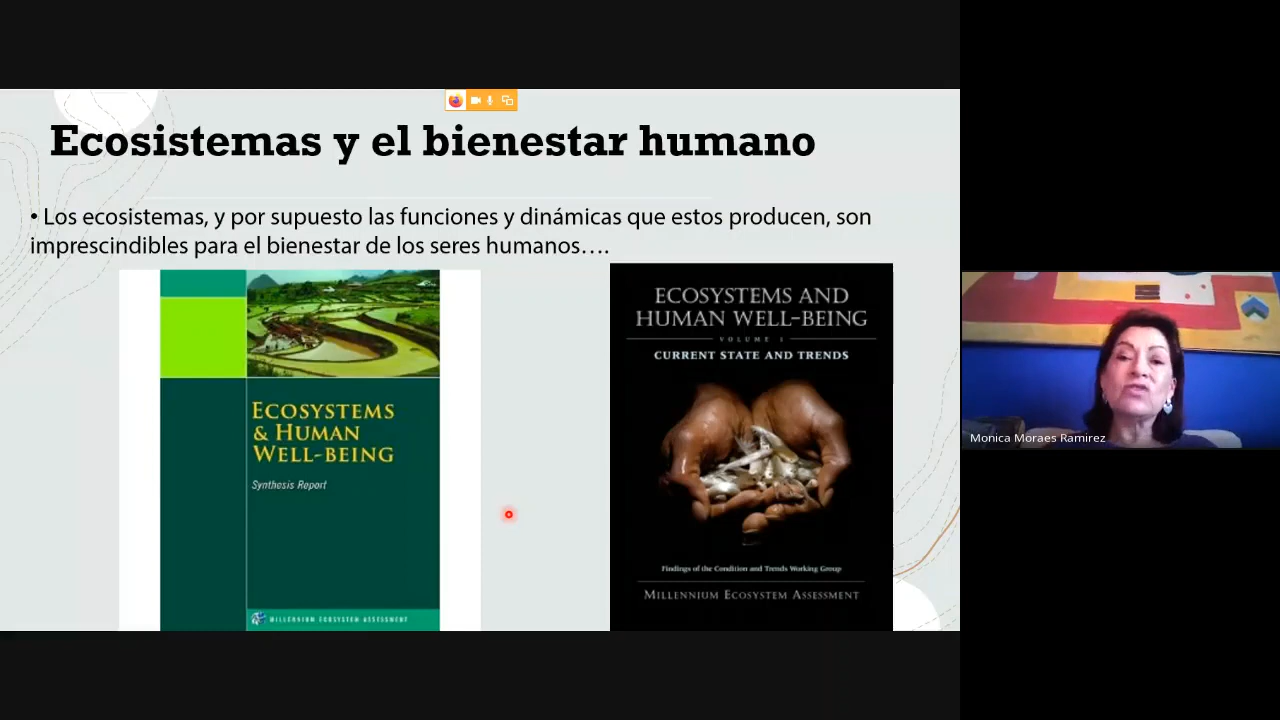 Ecosistemas y el bienestar humano
• Los ecosistemas, y por supuesto las funciones y dinámicas que estos producen, son
imprescindibles para el bienestar de los seres humanos….
ECOSYSTEMS
& HUMAN
WELL-BEING
Synthesis Report
MILLENNIUM ECOSYSTEM ASSESSMENT
ECOSYSTEMS AND
HUMAN WELL-BEING
VOLUME 1
CURRENT STATE AND TRENDS
Findings of the Condition and Trends Working Group
MILLENNIUM ECOSYSTEM ASSESSMENT
Monica Moraes Ramirez